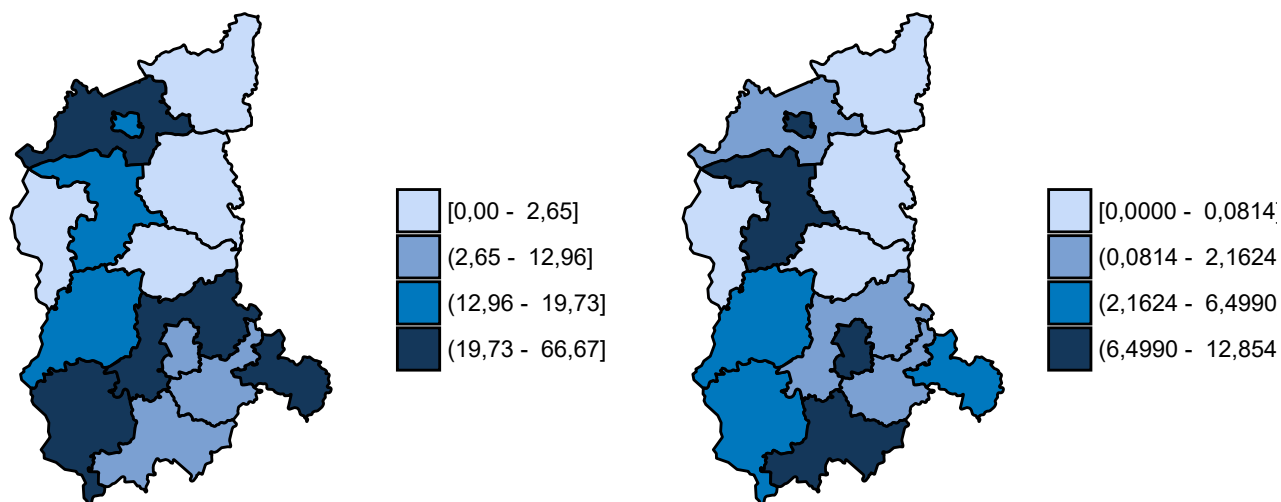 [0,00 - 2,65]
(2,65 - 12,96]
(12,96 - 19,73]
(19,73 - 66,67]
[0,0000 - 0,0814]
(0,0814 - 2,1624
(2,1624 - 6,4990
(6,4990 - 12,854